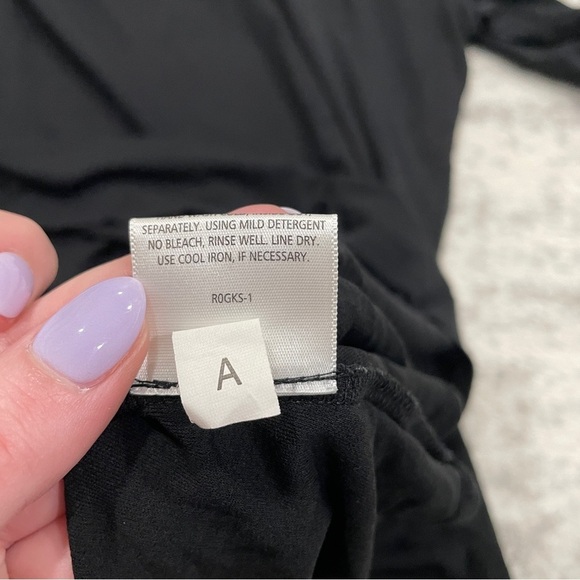 SEPARATELY. USING MILD DETERGENT
NO BLEACH, RINSE WELL. LINE DRY.
USE COOL IRON, IF NECESSARY.
R0GKS-1
A